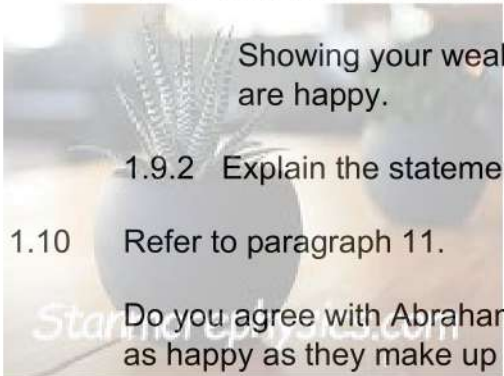 Showing your weal
are happy.
1.9.2 Explain the stateme
1.10 Refer to paragraph 11.
Stanmorephysics.com
Do you agree with Abrahar
as happy as they make up